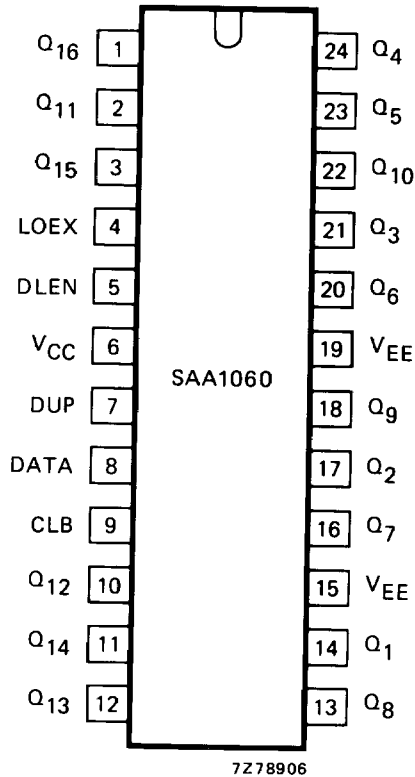 Q16 1 24 Q4
Q11 2 23 Q5
Q15 3 22 Q10
LOEX 4 21 Q3
DLEN 5 20 Q6
VCC 6 19 VEE
SAA1060
DUP 7 18 Q9
DATA 8 17 Q2
CLB 9 16 Q7
Q12 10 15 VEE
Q14 11 14 Q1
Q13 12 13 Q8
7Z78906